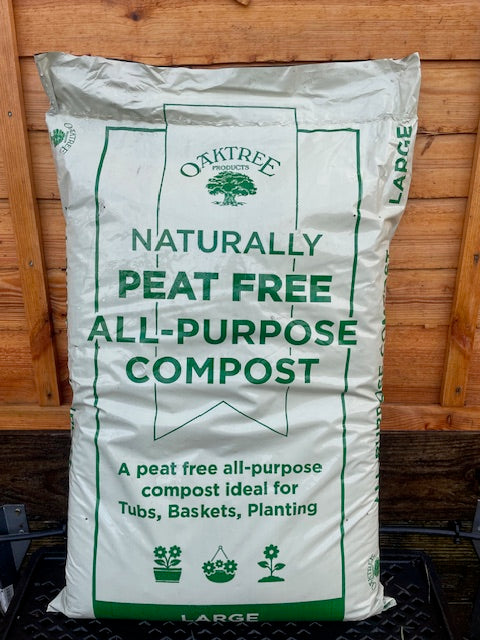 OAKTREE
PRODUCTS
NATURALLY
PEAT FREE
ALL-PURPOSE
COMPOST
A peat free all-purpose
compost ideal for
Tubs, Baskets, Planting
LARGE
LARGE
OAKTREE